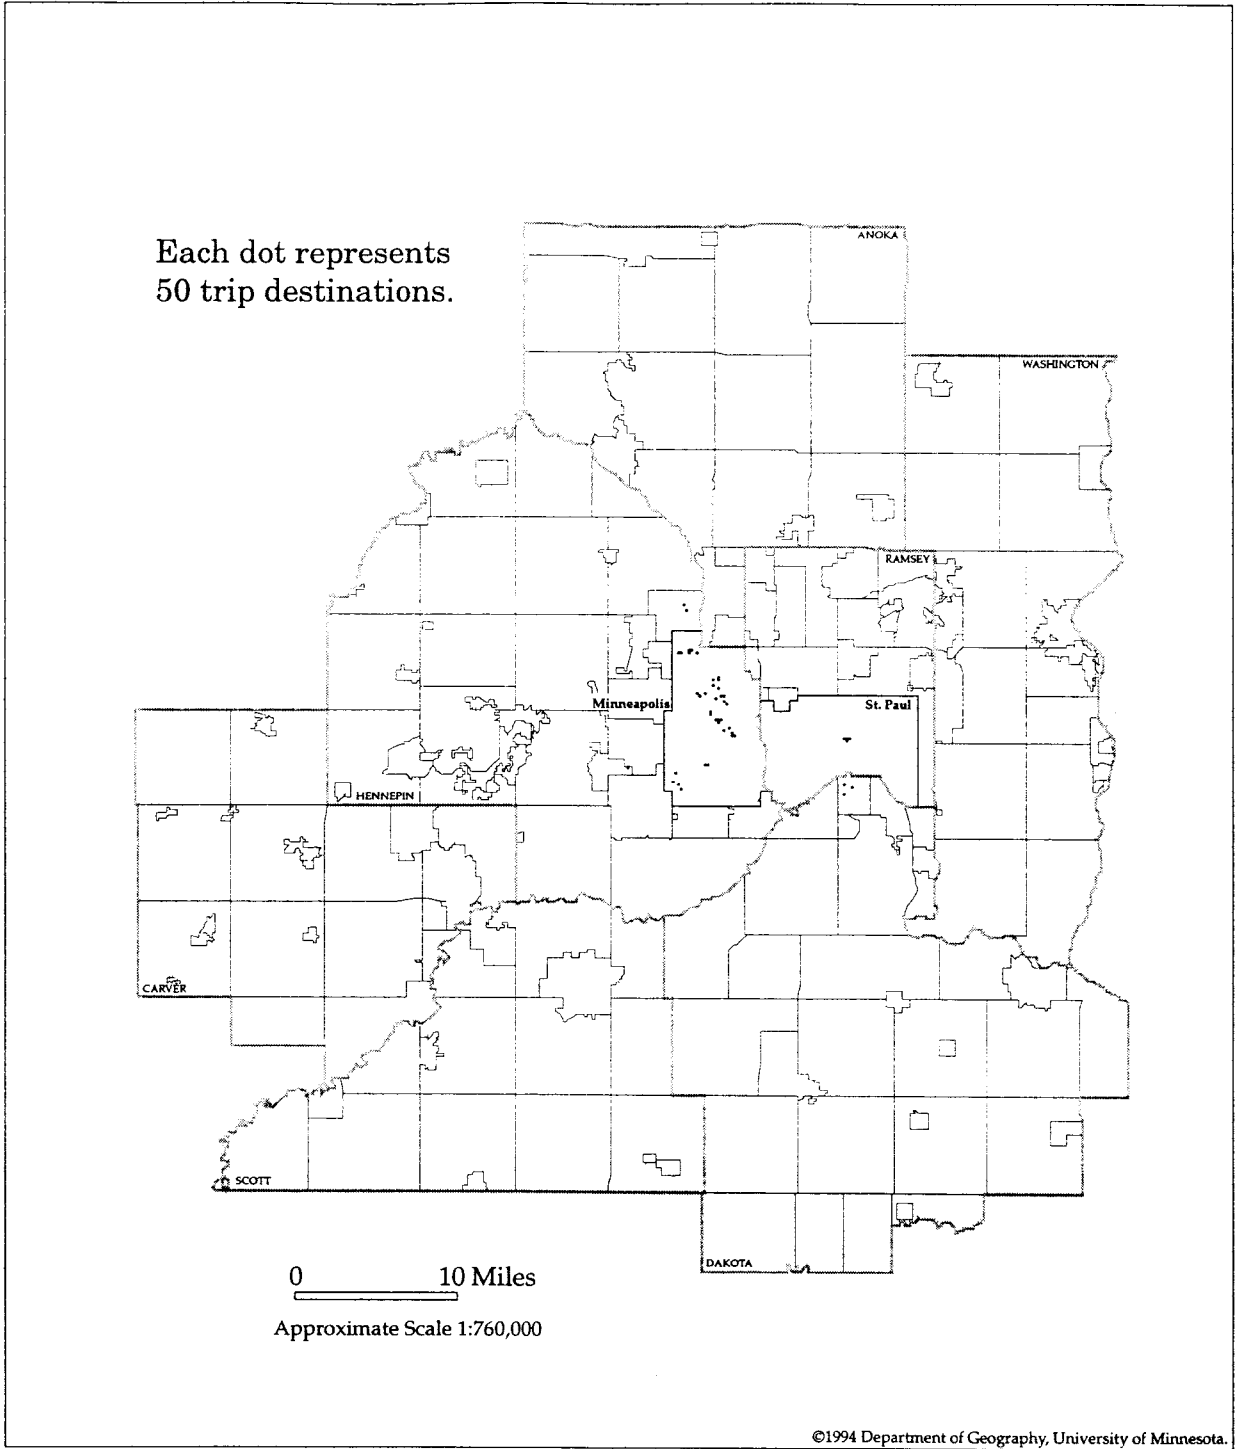 Each dot represents
50 trip destinations.
ANOKA
WASHINGTON
RAMSEY
Minneapolis
St. Paul
HENNEPIN
CARVER
SCOTT
DAKOTA
0 10 Miles
Approximate Scale 1:760,000
©1994 Department of Geography, University of Minnesota.